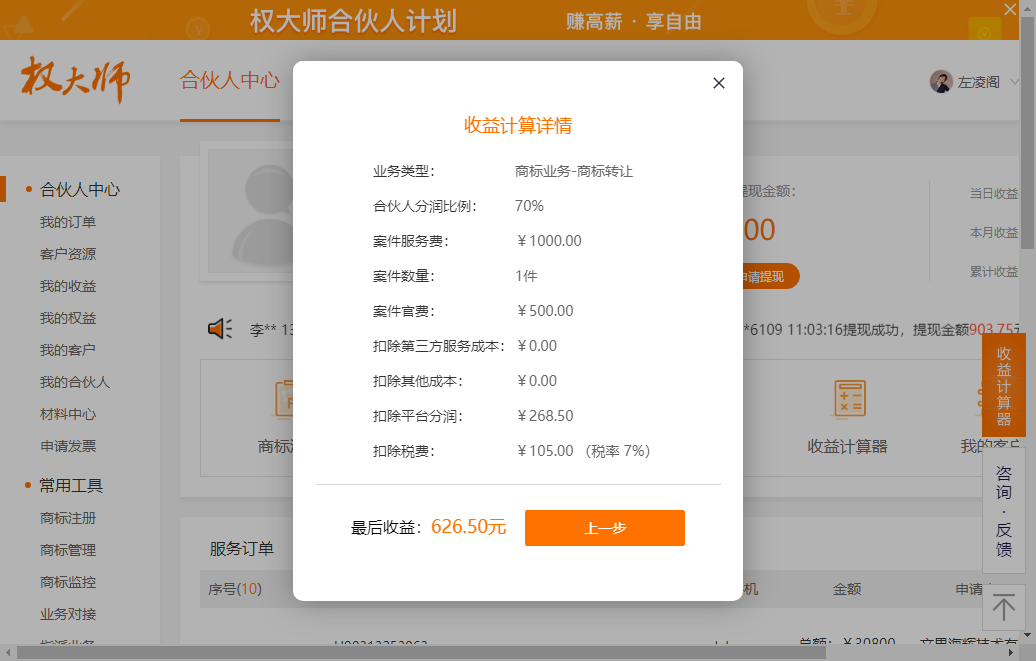 权大师合伙人计划 赚高薪 · 享自由
权大师 合伙人中心 左凌阁
合伙人中心
我的订单
客户资源
我的收益
我的权益
我的客户
我的合伙人
材料中心
申请发票
常用工具
商标注册
商标管理
商标监控
业务对接
收益计算详情
业务类型： 商标业务-商标转让
合伙人分润比例： 70%
案件服务费： ￥1000.00
案件数量： 1件
案件官费： ￥500.00
扣除第三方服务成本： ￥0.00
扣除其他成本： ￥0.00
扣除平台分润： ￥268.50
扣除税费： ￥105.00 （税率 7%）
最后收益：626.50元 上一步
现金额：
00
请提现
当日收益
本月收益
累计收益
李** 13
*6109 11:03:16提现成功，提现金额903.75元
商标 收益计算器 我的客户
服务订单
序号(10) 机 金额 申请
总额：￥30800
收益计算器
咨询·反馈